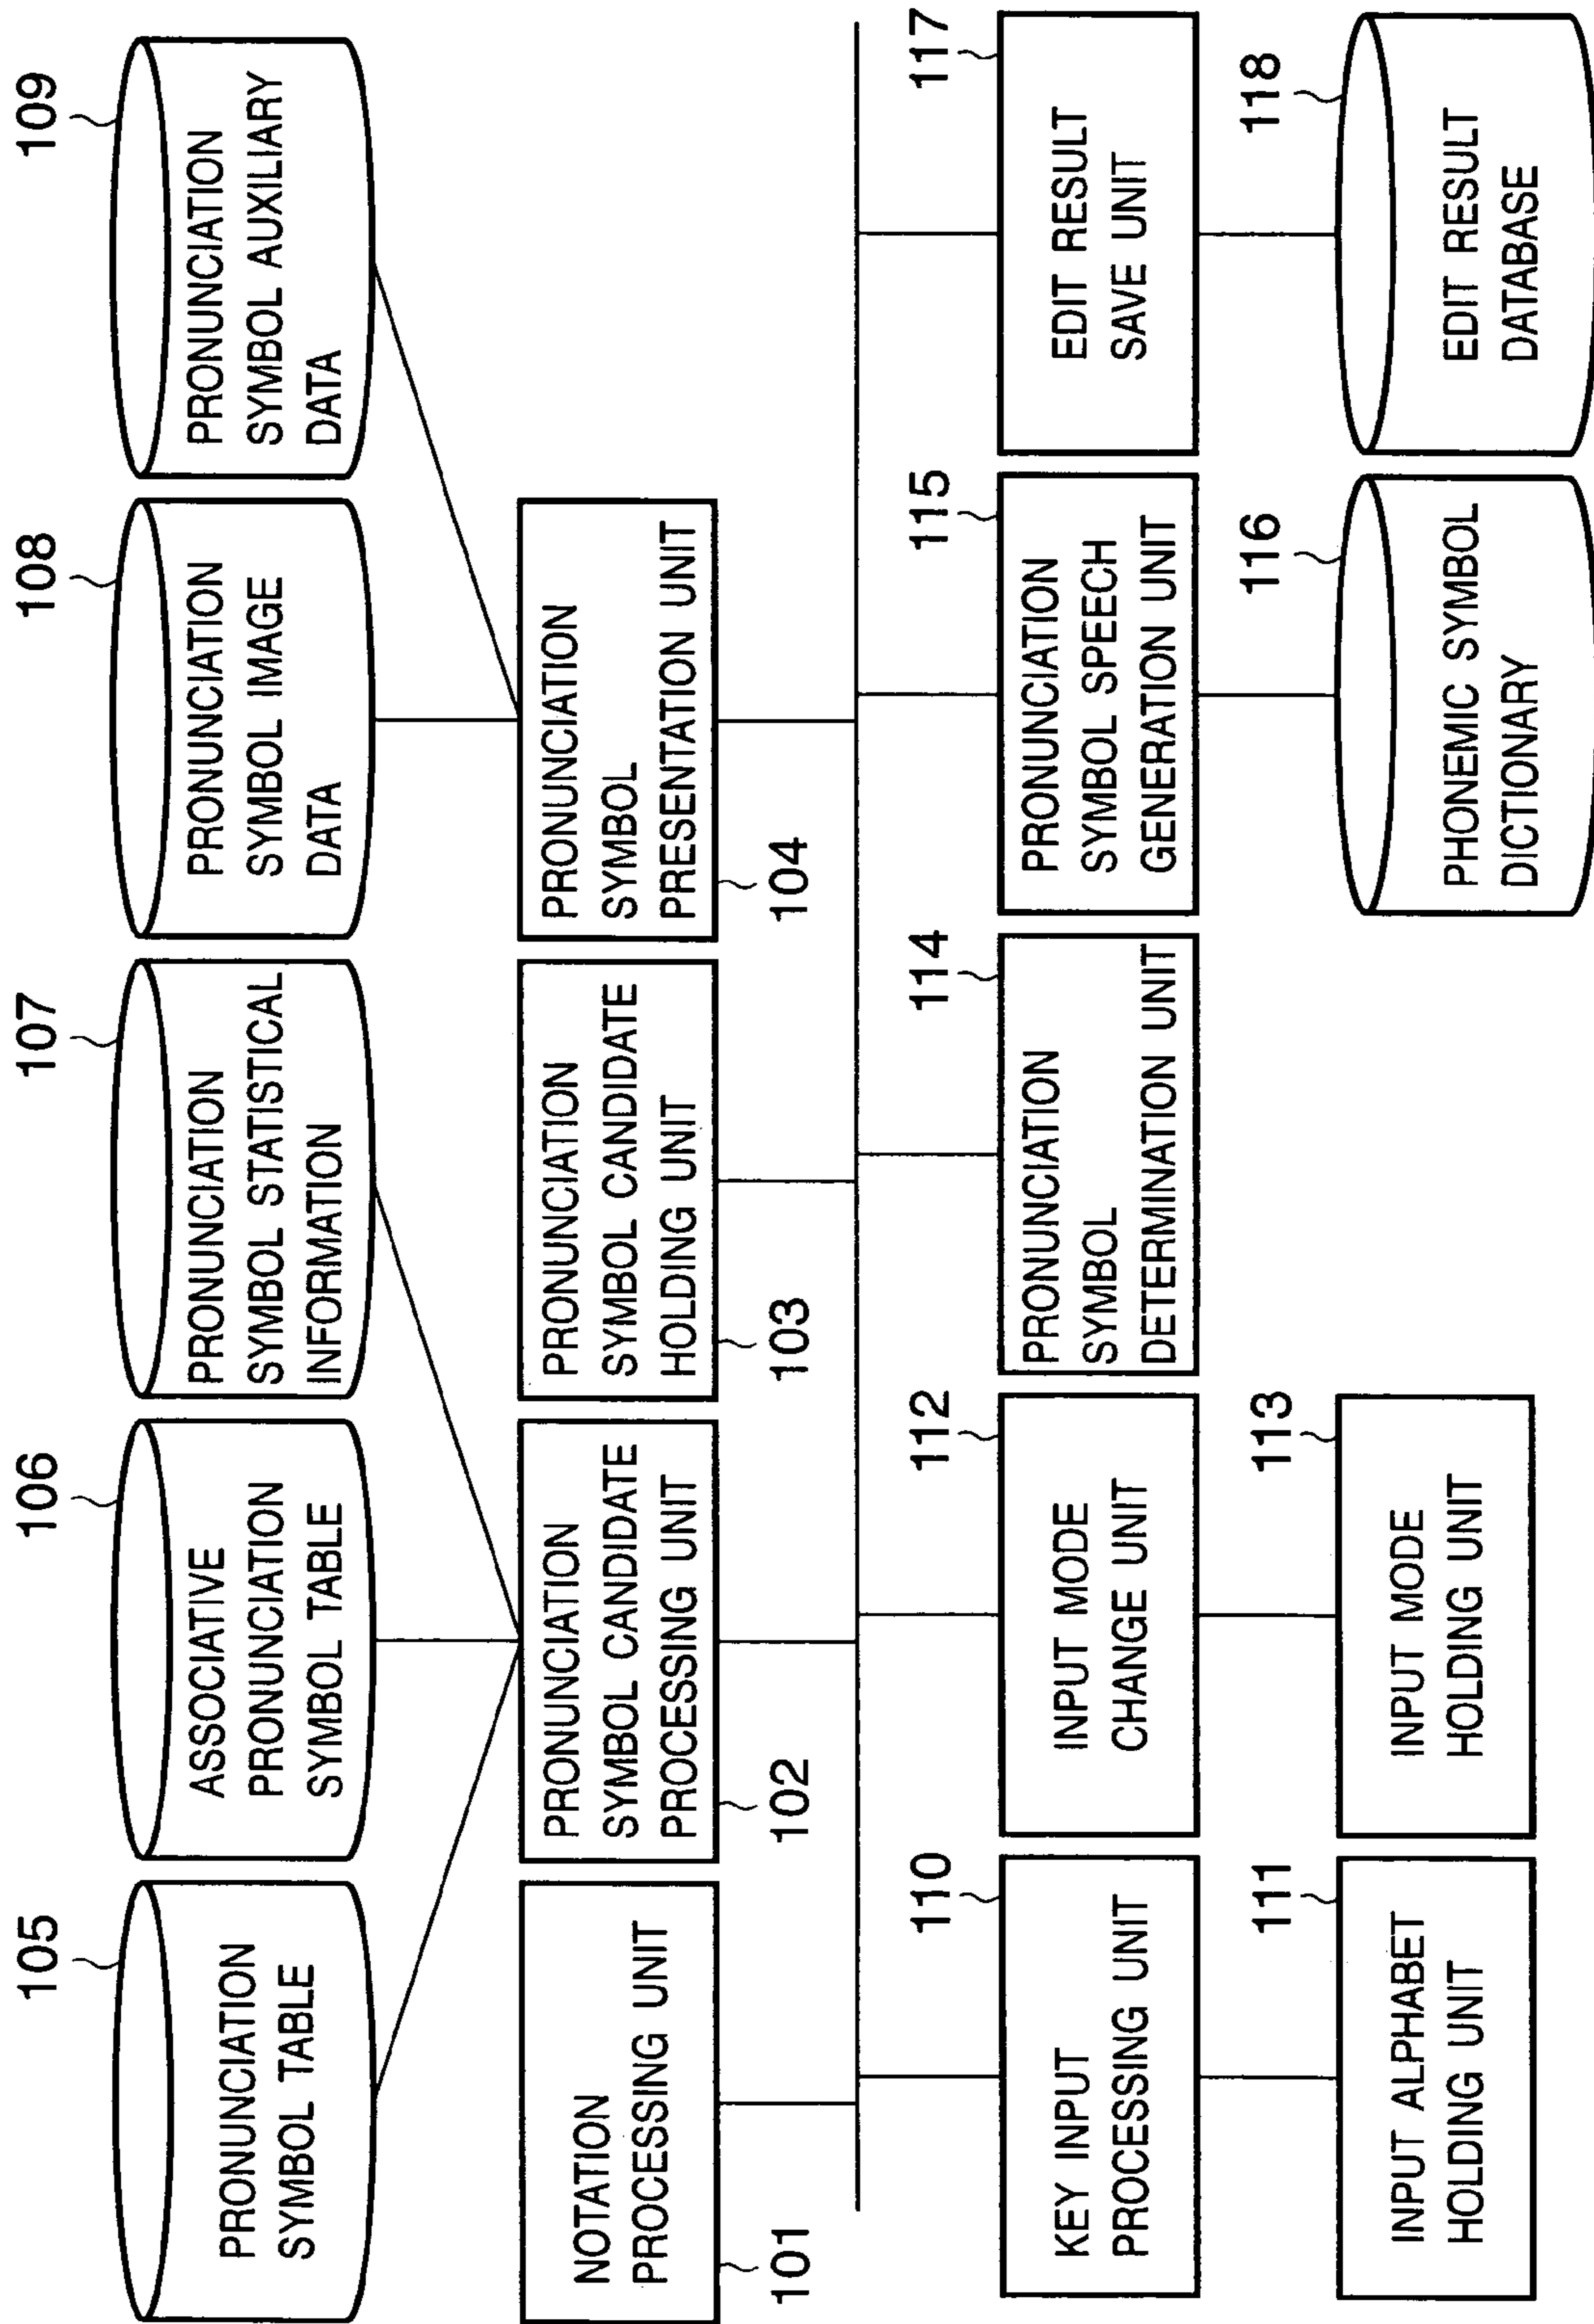 105
PRONUNCIATION
SYMBOL TABLE
106
ASSOCIATIVE
PRONUNCIATION
SYMBOL TABLE
107
PRONUNCIATION
SYMBOL STATISTICAL
INFORMATION
108
PRONUNCIATION
SYMBOL IMAGE
DATA
109
PRONUNCIATION
SYMBOL AUXILIARY
DATA
NOTATION
PROCESSING UNIT
101
PRONUNCIATION
SYMBOL CANDIDATE
PROCESSING UNIT
102
PRONUNCIATION
SYMBOL CANDIDATE
HOLDING UNIT
103
PRONUNCIATION
SYMBOL
PRESENTATION UNIT
104
110
KEY INPUT
PROCESSING UNIT
112
INPUT MODE
CHANGE UNIT
114
PRONUNCIATION
SYMBOL
DETERMINATION UNIT
115
PRONUNCIATION
SYMBOL SPEECH
GENERATION UNIT
117
EDIT RESULT
SAVE UNIT
111
INPUT ALPHABET
HOLDING UNIT
113
INPUT MODE
HOLDING UNIT
116
PHONEMIC SYMBOL
DICTIONARY
118
EDIT RESULT
DATABASE